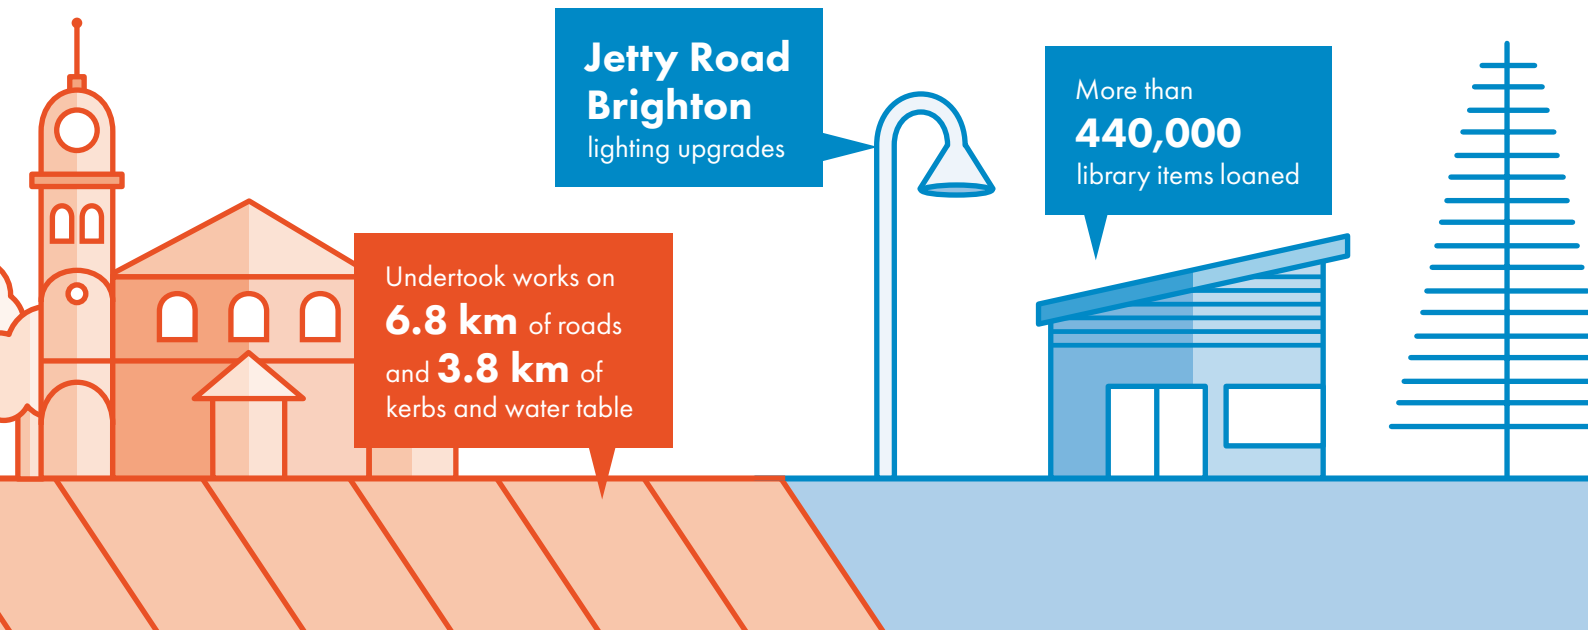 Jetty Road
Brighton
lighting upgrades
More than
440,000
library items loaned
Undertook works on
6.8 km of roads
and 3.8 km of
kerbs and water table